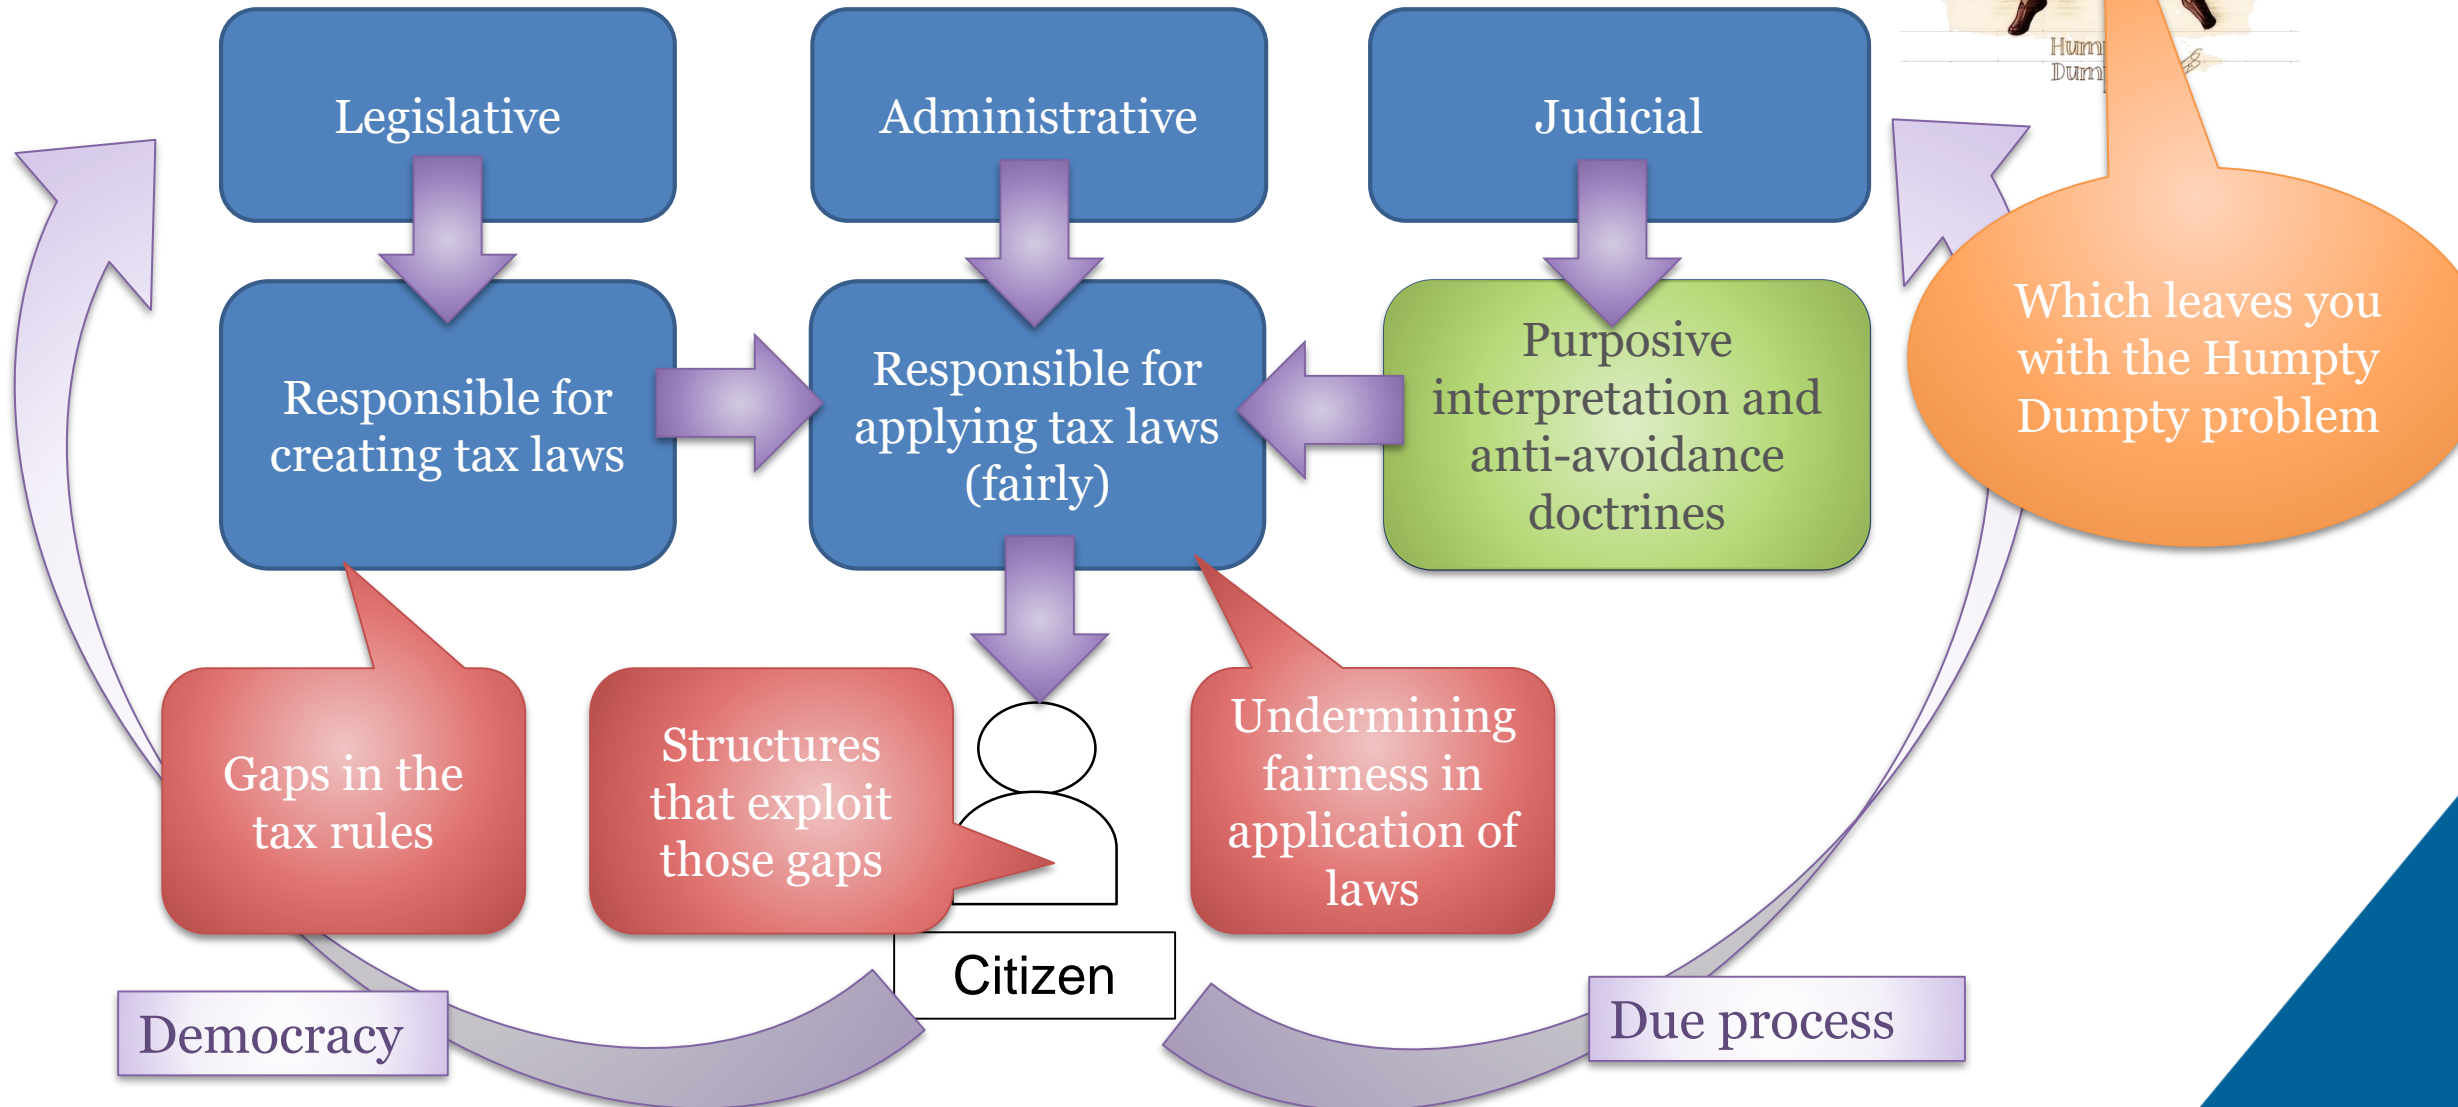 Legislative
Administrative
Judicial
Responsible for
creating tax laws
Responsible for
applying tax laws
(fairly)
Purposive
interpretation and
anti-avoidance
doctrines
Which leaves you
with the Humpty
Dumpty problem
Gaps in the
tax rules
Structures
that exploit
those gaps
Undermining
fairness in
application of
laws
Citizen
Democracy
Due process